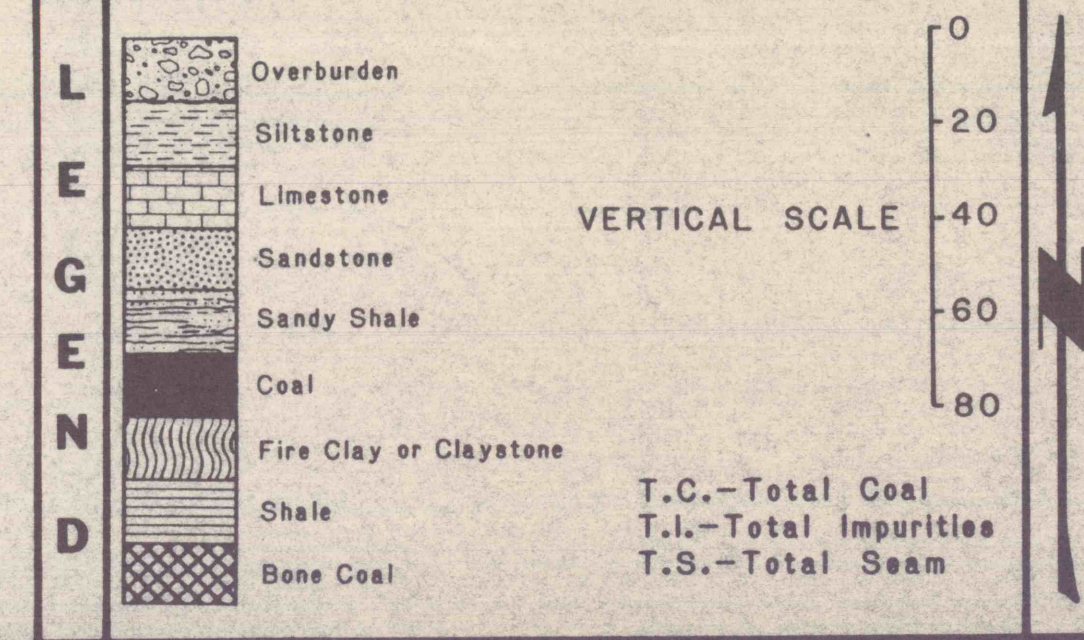 LEGEND
Overburden
Siltstone
Limestone
Sandstone
Sandy Shale
Coal
Fire Clay or Claystone
Shale
Bone Coal
VERTICAL SCALE
0
20
40
60
80
T.C.-Total Coal
T.I.-Total Impurities
T.S.-Total Seam
N